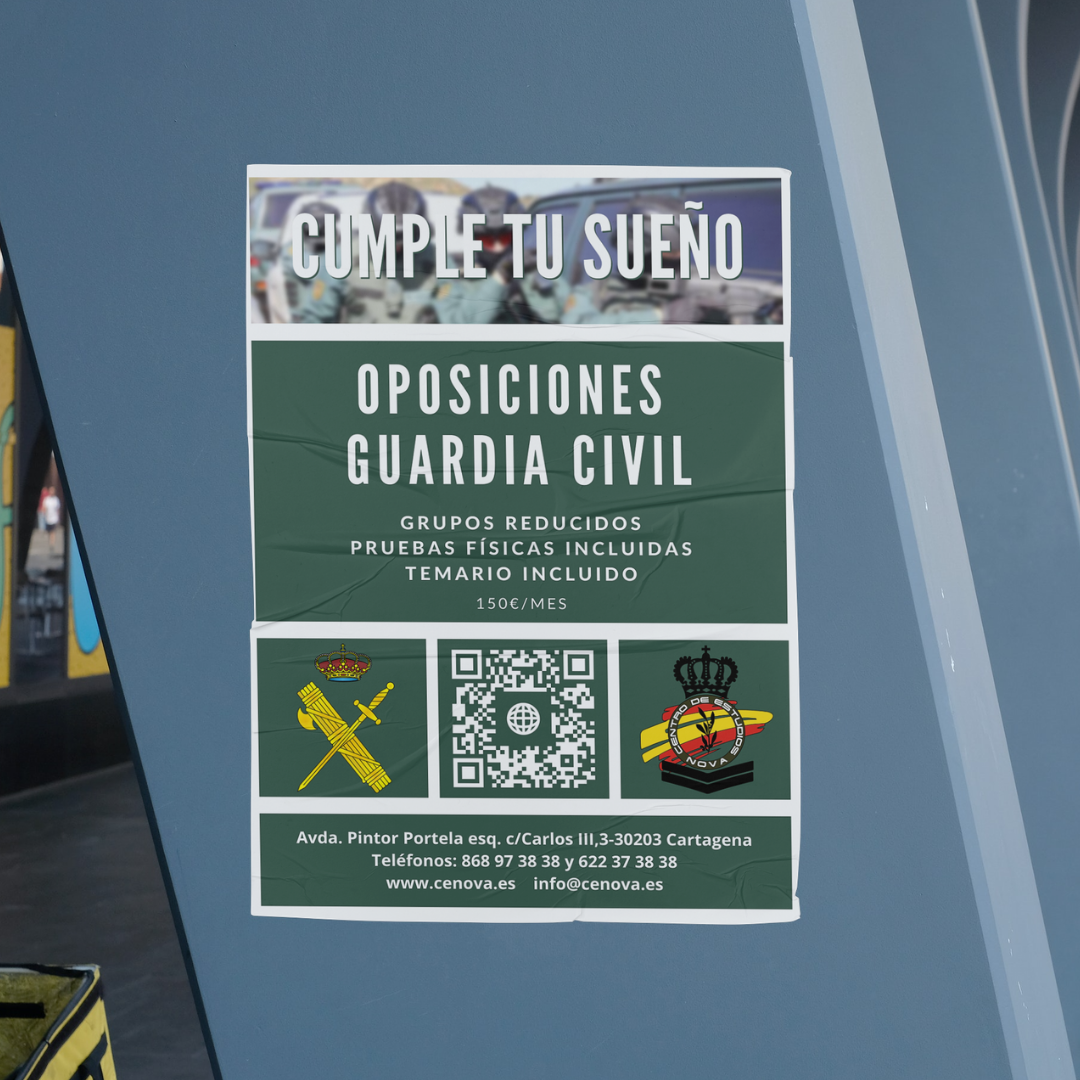 CUMPLE TU SUEÑO
OPOSICIONES
GUARDIA CIVIL
GRUPOS REDUCIDOS
PRUEBAS FÍSICAS INCLUIDAS
TEMARIO INCLUIDO
150€/MES
CENTRO DE ESTUDIOS
NOVA
Avda. Pintor Portela esq. c/Carlos III,3-30203 Cartagena
Teléfonos: 868 97 38 38 y 622 37 38 38
www.cenova.es info@cenova.es